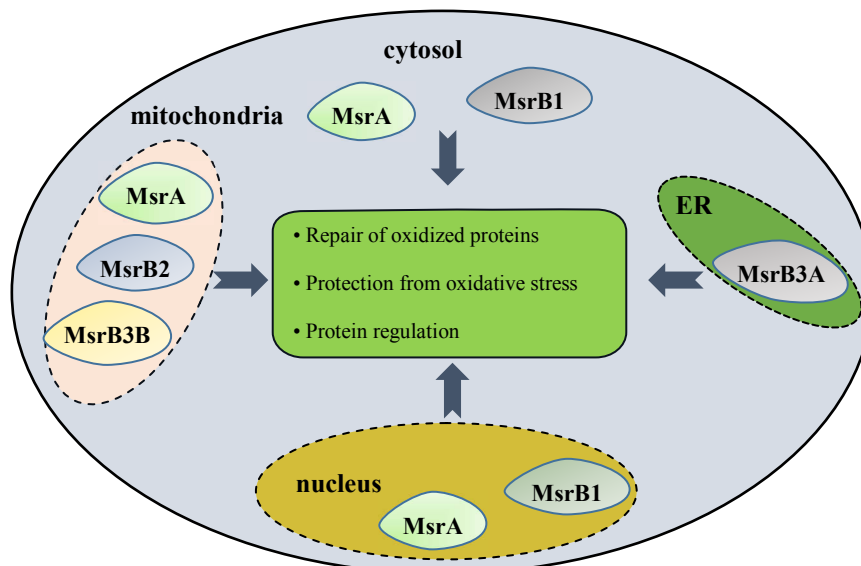 cytosol
MsrA
MsrB1
mitochondria
MsrA
MsrB2
MsrB3B
• Repair of oxidized proteins
• Protection from oxidative stress
• Protein regulation
ER
MsrB3A
nucleus
MsrA
MsrB1